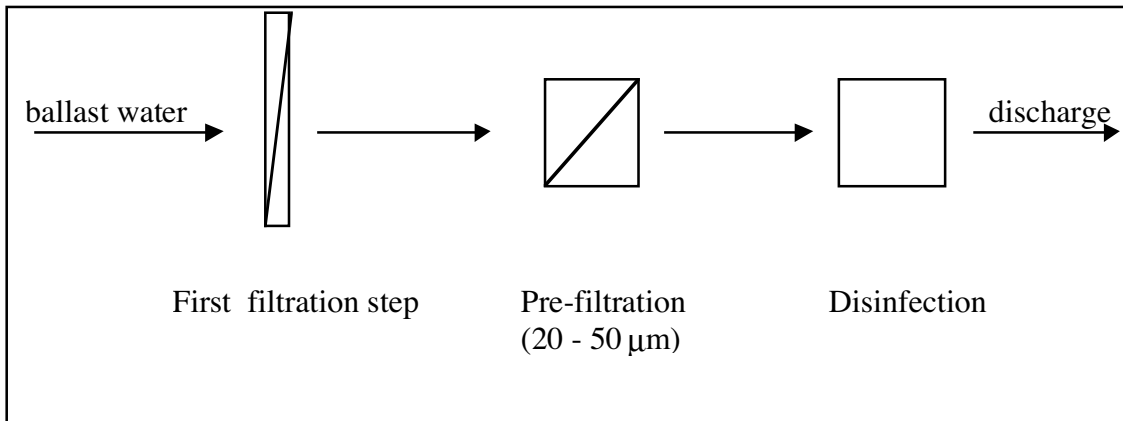 ballast water
discharge
First filtration step
Pre-filtration
(20 - 50 μm)
Disinfection